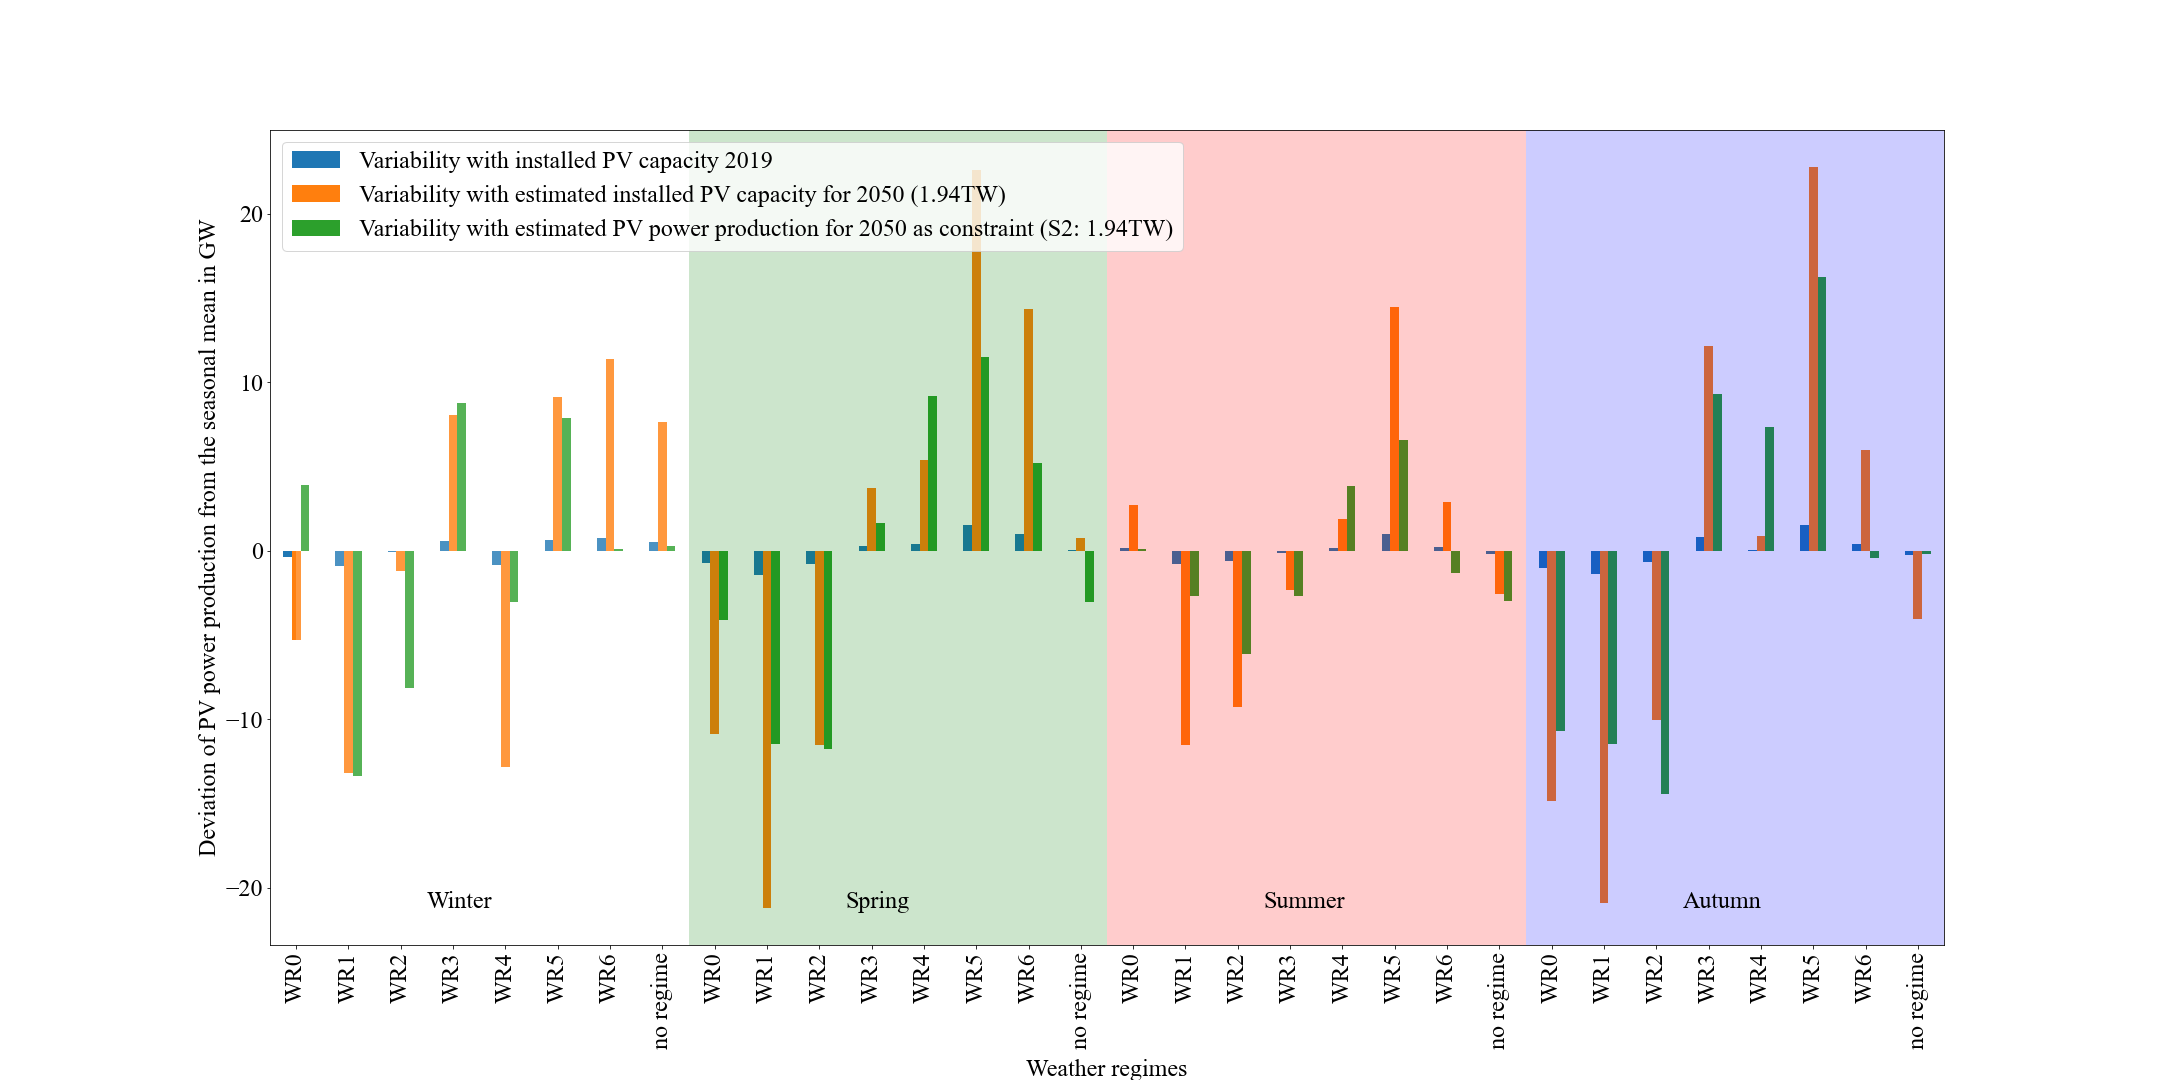 Variability with installed PV capacity 2019
Variability with estimated installed PV capacity for 2050 (1.94TW)
Variability with estimated PV power production for 2050 as constraint (S2: 1.94TW)
Deviation of PV power production from the seasonal mean in GW
20
10
0
−10
−20
Winter Spring Summer Autumn
WR0 WR1 WR2 WR3 WR4 WR5 WR6 no regime WR0 WR1 WR2 WR3 WR4 WR5 WR6 no regime WR0 WR1 WR2 WR3 WR4 WR5 WR6 no regime WR0 WR1 WR2 WR3 WR4 WR5 WR6 no regime
Weather regimes